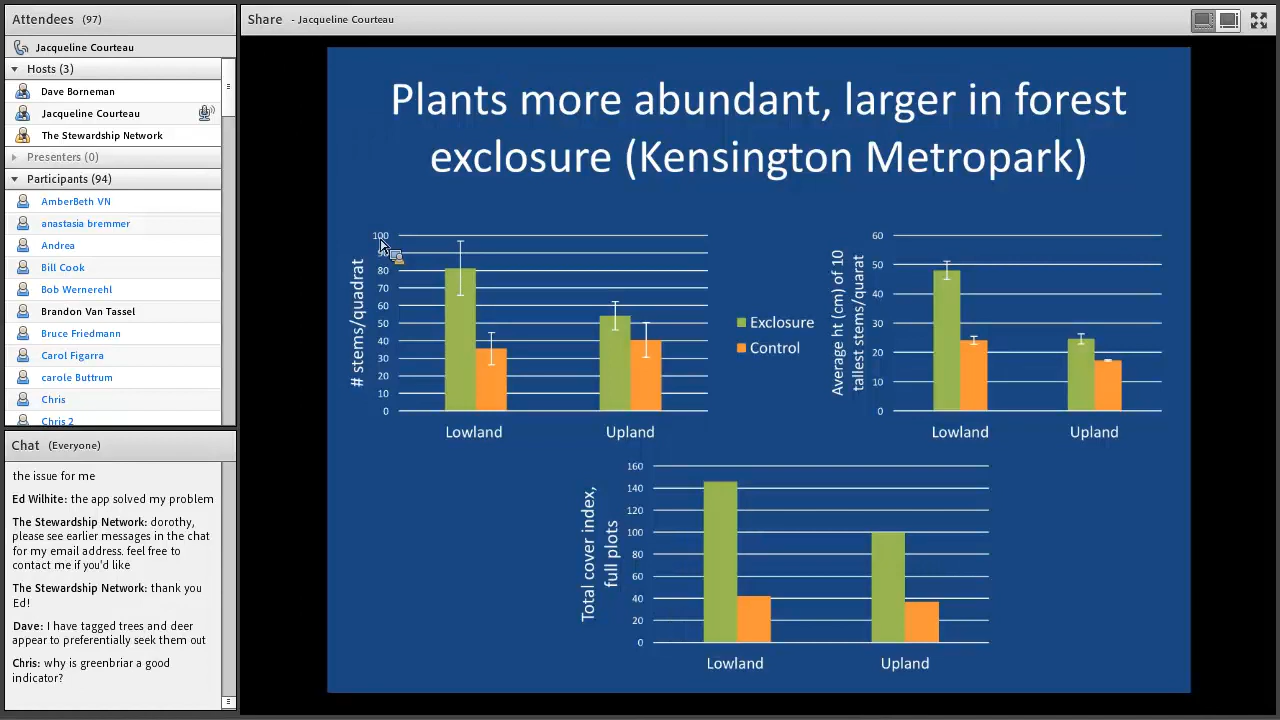 Attendees (97)
Jacqueline Courteau
Hosts (3)
Dave Borneman
Jacqueline Courteau
The Stewardship Network
Presenters (0)
Participants (94)
AmberBeth VN
anastasia bremmer
Andrea
Bill Cook
Bob Wernerehl
Brandon Van Tassel
Bruce Friedmann
Carol Figarra
carole Buttrum
Chris
Chris 2
Chat (Everyone)
the issue for me
Ed Wilhite: the app solved my problem
The Stewardship Network: dorothy,
please see earlier messages in the chat
for my email address. feel free to
contact me if you'd like
The Stewardship Network: thank you
Ed!
Dave: I have tagged trees and deer
appear to preferentially seek them out
Chris: why is greenbriar a good
indicator?
Share - Jacqueline Courteau
Plants more abundant, larger in forest
exclosure (Kensington Metropark)
# stems/quadrat
100
80
70
60
50
40
30
20
10
0
Lowland Upland
Exclosure
Control
Average ht (cm) of 10
tallest stems/quarat
60
50
40
30
20
10
0
Lowland Upland
Total cover index,
full plots
160
140
120
100
80
60
40
20
0
Lowland Upland